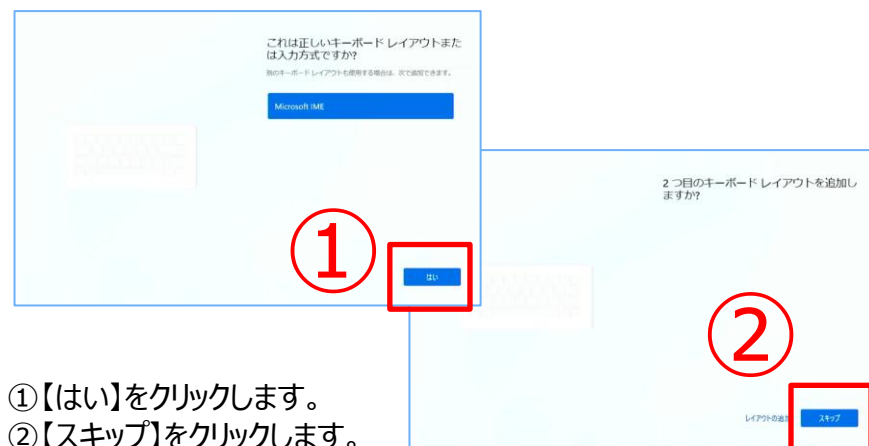 これは正しいキーボード レイアウトまた
は入力方式ですか?
別のキーボード レイアウトも使用する場合は、次で追加できます。
Microsoft IME
①
はい
2 つ目のキーボード レイアウトを追加し
ますか?
②
レイアウトの追加
スキップ
①【はい】をクリックします。
②【スキップ】をクリックします。